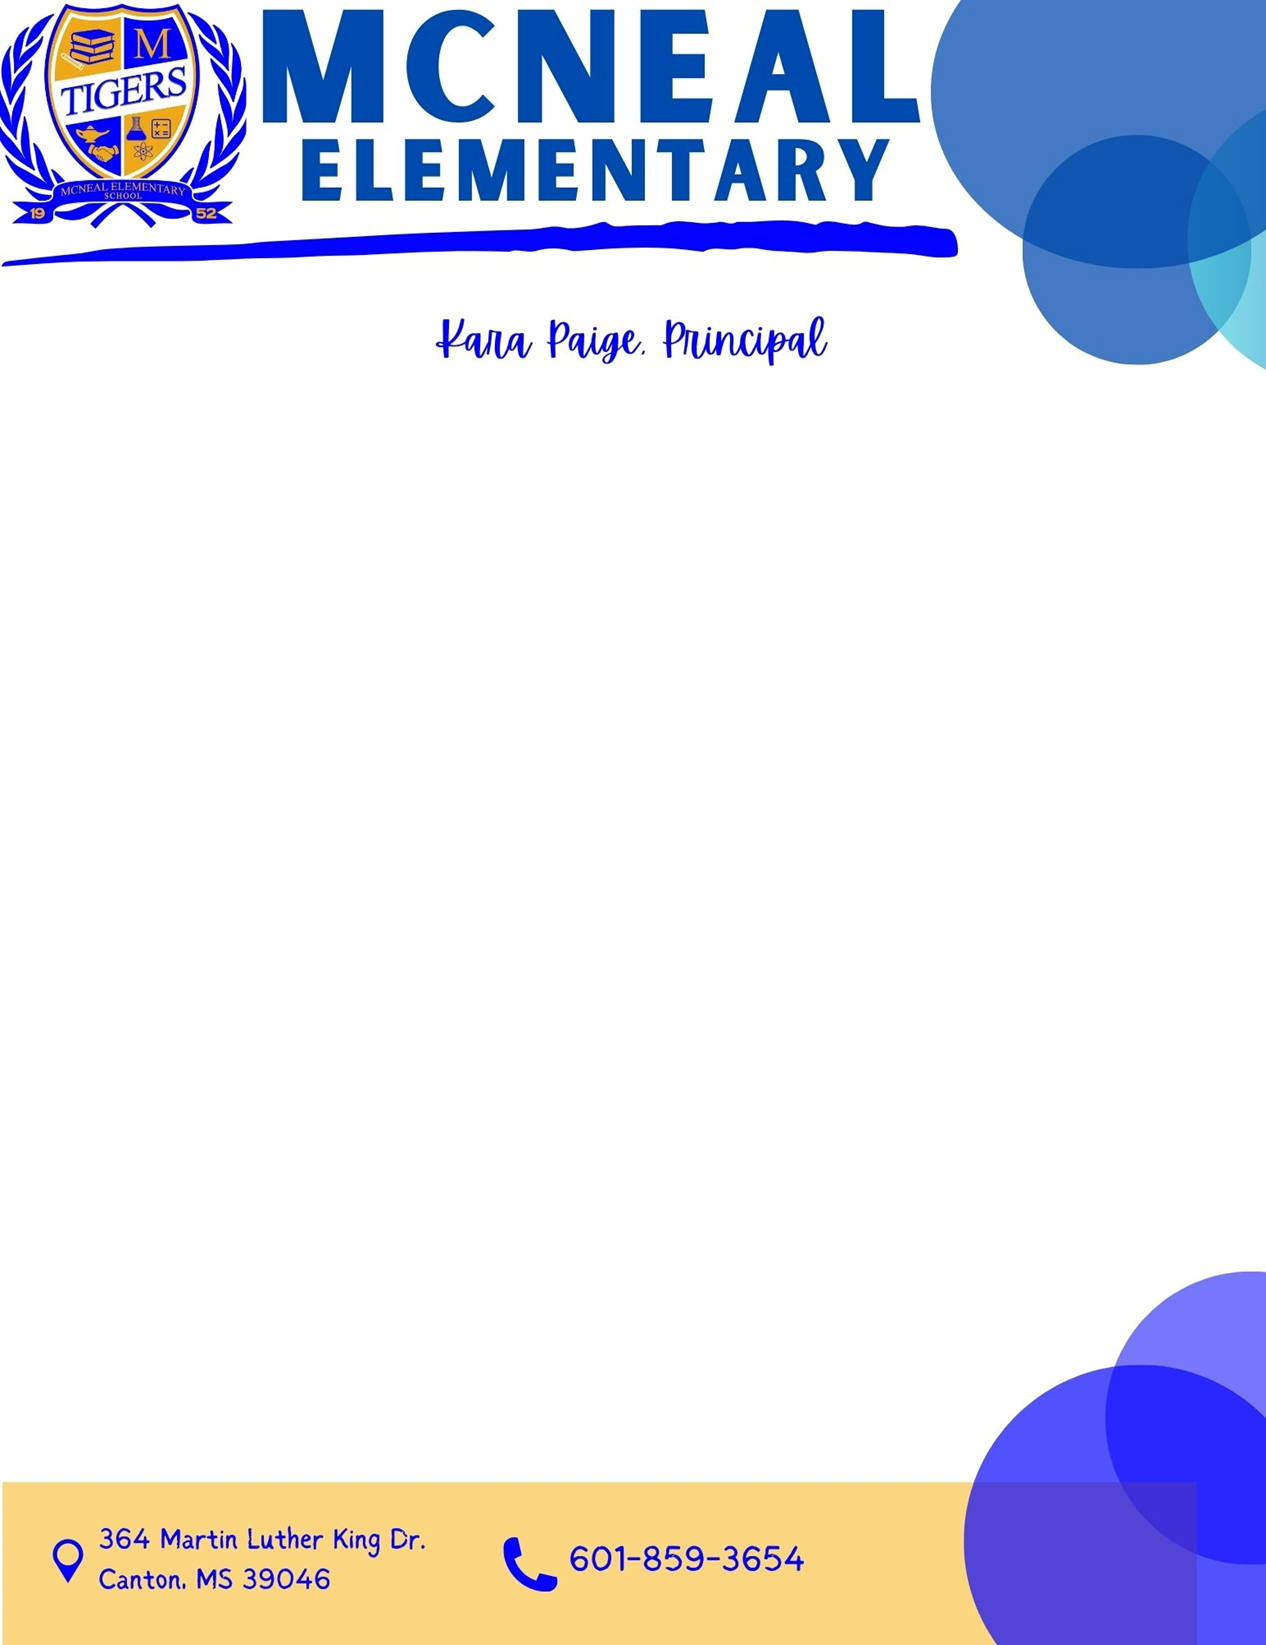 M
TIGERS
MCNEAL ELEMENTARY
SCHOOL
19 52
MCNEAL
ELEMENTARY
Kara Paige, Principal
364 Martin Luther King Dr.
Canton, MS 39046
601-859-3654